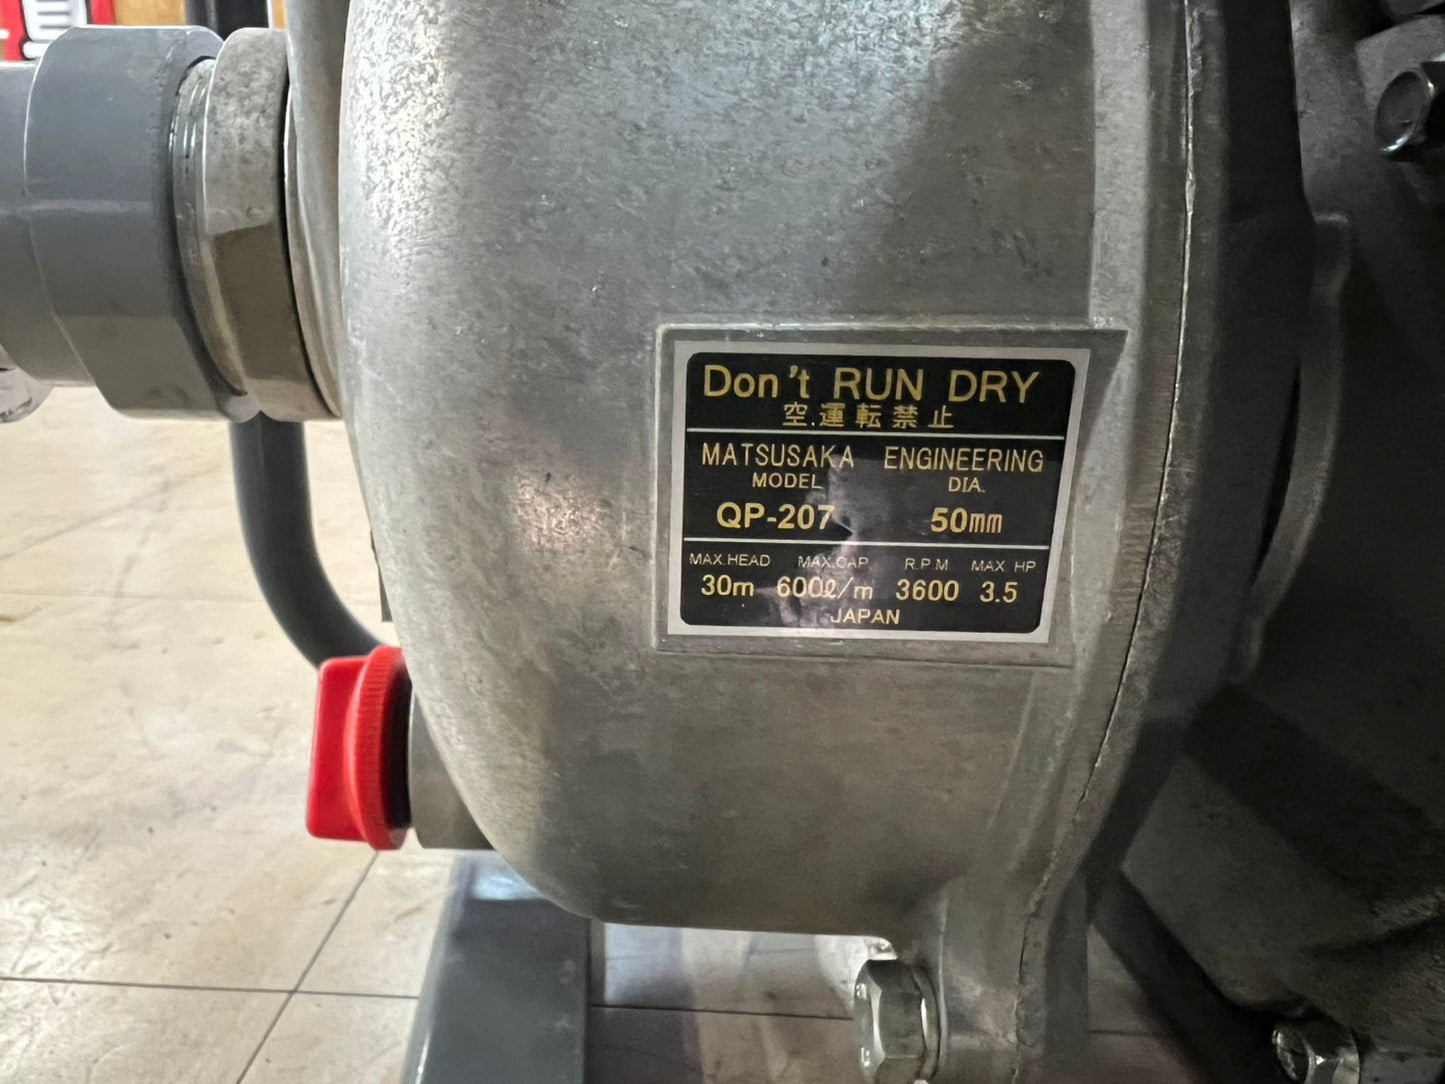 Don't RUN DRY
空運転禁止
MATSUSAKA ENGINEERING
MODEL DIA.
QP-207 50mm
MAX.HEAD MAX.CAP R.P.M. MAX. HP.
30m 600ℓ/m 3600 3.5
JAPAN